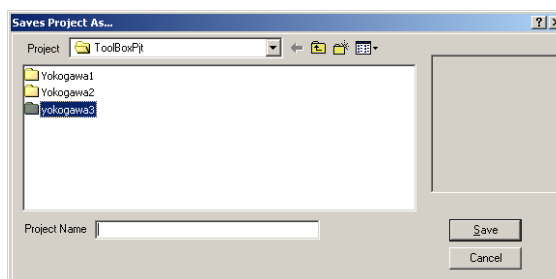 Saves Project As...
Project ToolBoxPjt
Yokogawa1
Yokogawa2
yokogawa3
Project Name
Save
Cancel